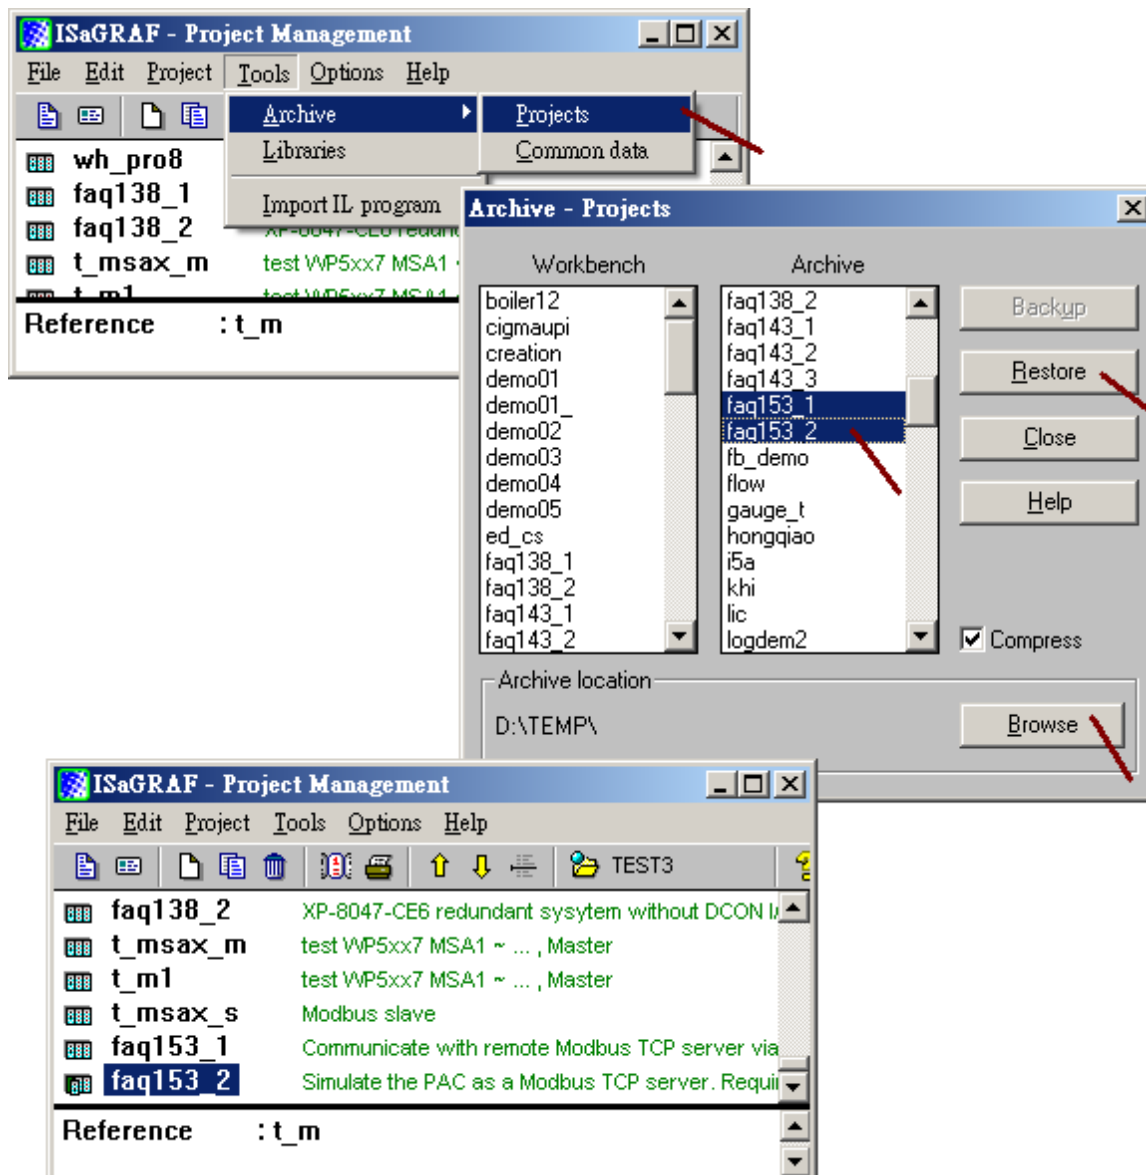 ISaGRAF - Project Management
File Edit Project Tools Options Help
Archive
Projects
Libraries
Common data
Import IL program
wh_pro8
faq138_1
faq138_2
t_msax_m test WP5xx7 MSA1 ~
t_m1
Reference : t_m
Archive - Projects
Workbench Archive
boiler12
cigmaupi
creation
demo01
demo01_
demo02
demo03
demo04
demo05
ed_cs
faq138_1
faq138_2
faq143_1
faq143_2
faq138_2
faq143_1
faq143_2
faq143_3
faq153_1
faq153_2
fb_demo
flow
gauge_t
hongqiao
i5a
khi
lic
logdem2
Backup
Restore
Close
Help
Compress
Archive location
D:\TEMP\
Browse
ISaGRAF - Project Management
File Edit Project Tools Options Help
TEST3
faq138_2 XP-8047-CE6 redundant sysytem without DCON I/
t_msax_m test WP5xx7 MSA1 ~ ... , Master
t_m1 test WP5xx7 MSA1 ~ ... , Master
t_msax_s Modbus slave
faq153_1 Communicate with remote Modbus TCP server via
faq153_2 Simulate the PAC as a Modbus TCP server. Requi
Reference : t_m